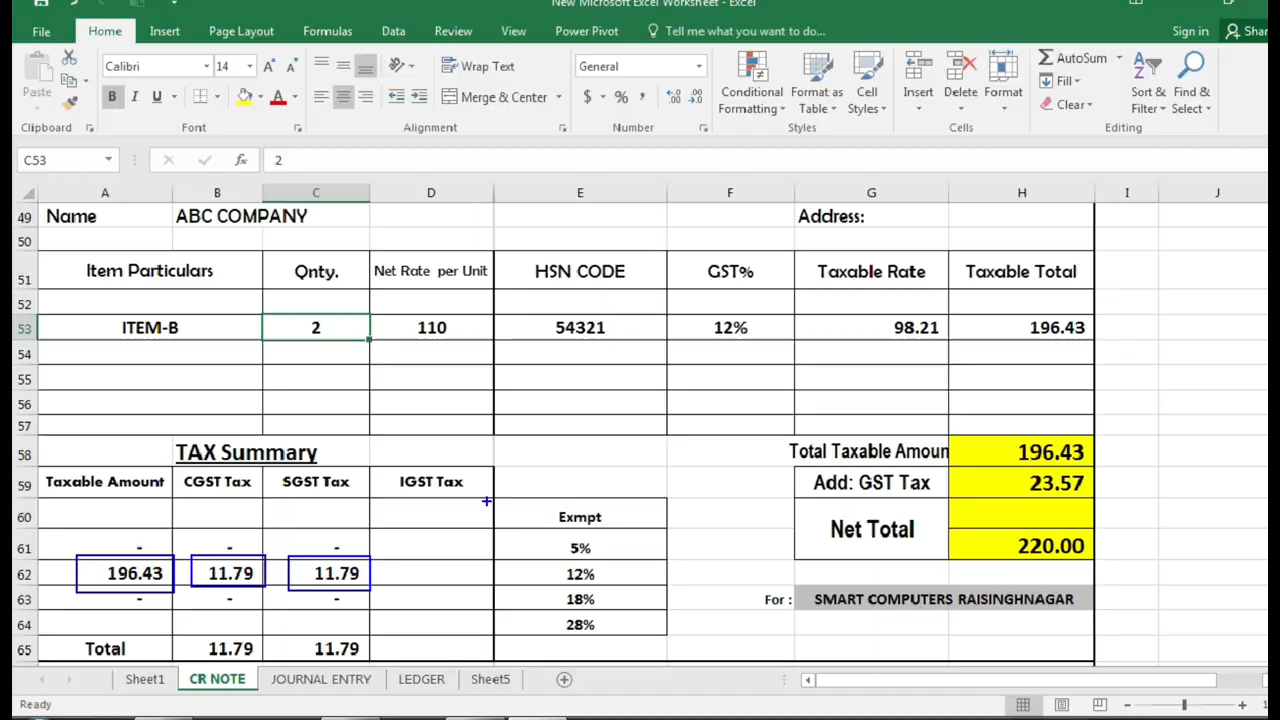 New Microsoft Excel Worksheet - Excel
File Home Insert Page Layout Formulas Data Review View Power Pivot Tell me what you want to do... Sign in Shar
Calibri 14 Wrap Text General AutoSum
Paste B I U Merge & Center $ % , Conditional Formatting Format as Table Cell Styles Insert Delete Format Fill Clear Sort & Filter Find & Select
Clipboard Font Alignment Number Styles Cells Editing
C53 fx 2
A B C D E F G H I J
49 Name ABC COMPANY Address:
50
51 Item Particulars Qnty. Net Rate per Unit HSN CODE GST% Taxable Rate Taxable Total
52
53 ITEM-B 2 110 54321 12% 98.21 196.43
54
55
56
57
58 TAX Summary Total Taxable Amoun 196.43
59 Taxable Amount CGST Tax SGST Tax IGST Tax Add: GST Tax 23.57
60 Exmpt Net Total
61 - - - 5% 220.00
62 196.43 11.79 11.79 12%
63 - - - 18% For : SMART COMPUTERS RAISINGHNAGAR
64 28%
65 Total 11.79 11.79
Sheet1 CR NOTE JOURNAL ENTRY LEDGER Sheet5
Ready